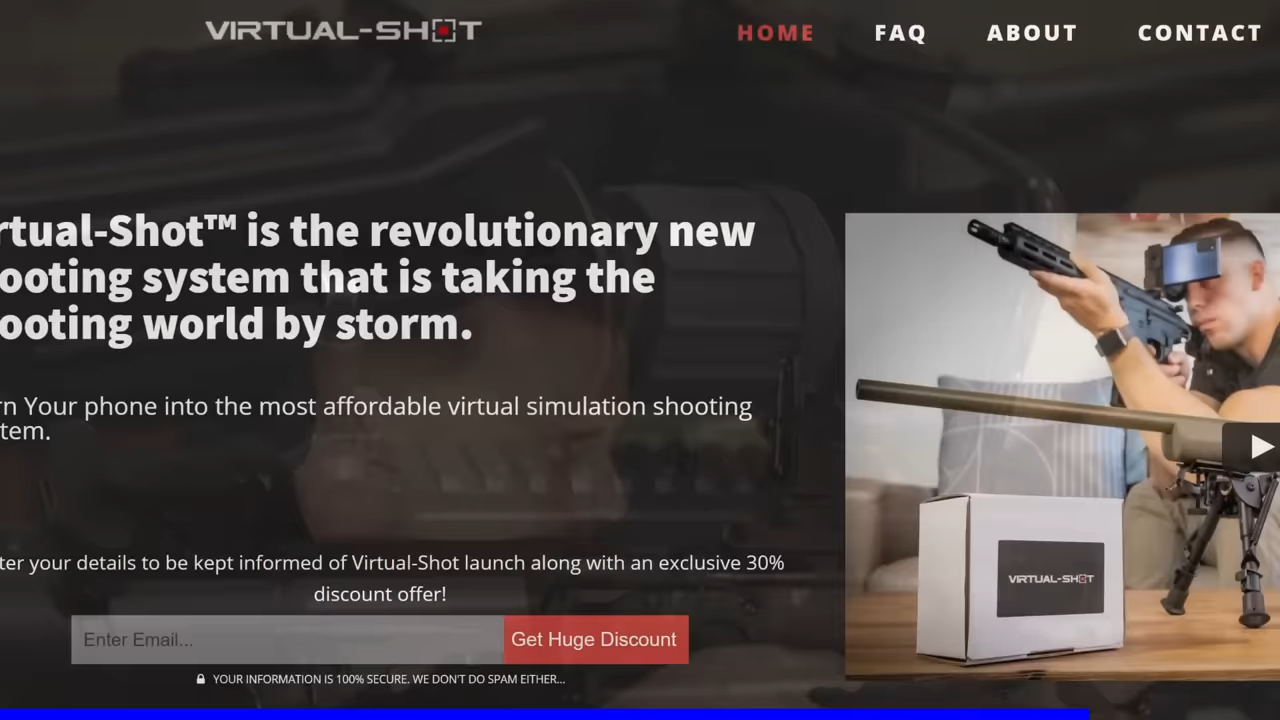 VIRTUAL-SHOT
HOME FAQ ABOUT CONTACT
rtual-Shot™ is the revolutionary new
ooting system that is taking the
ooting world by storm.
rn Your phone into the most affordable virtual simulation shooting
tem.
ter your details to be kept informed of Virtual-Shot launch along with an exclusive 30%
discount offer!
Enter Email...
Get Huge Discount
YOUR INFORMATION IS 100% SECURE. WE DON'T DO SPAM EITHER...
VIRTUAL-SHOT